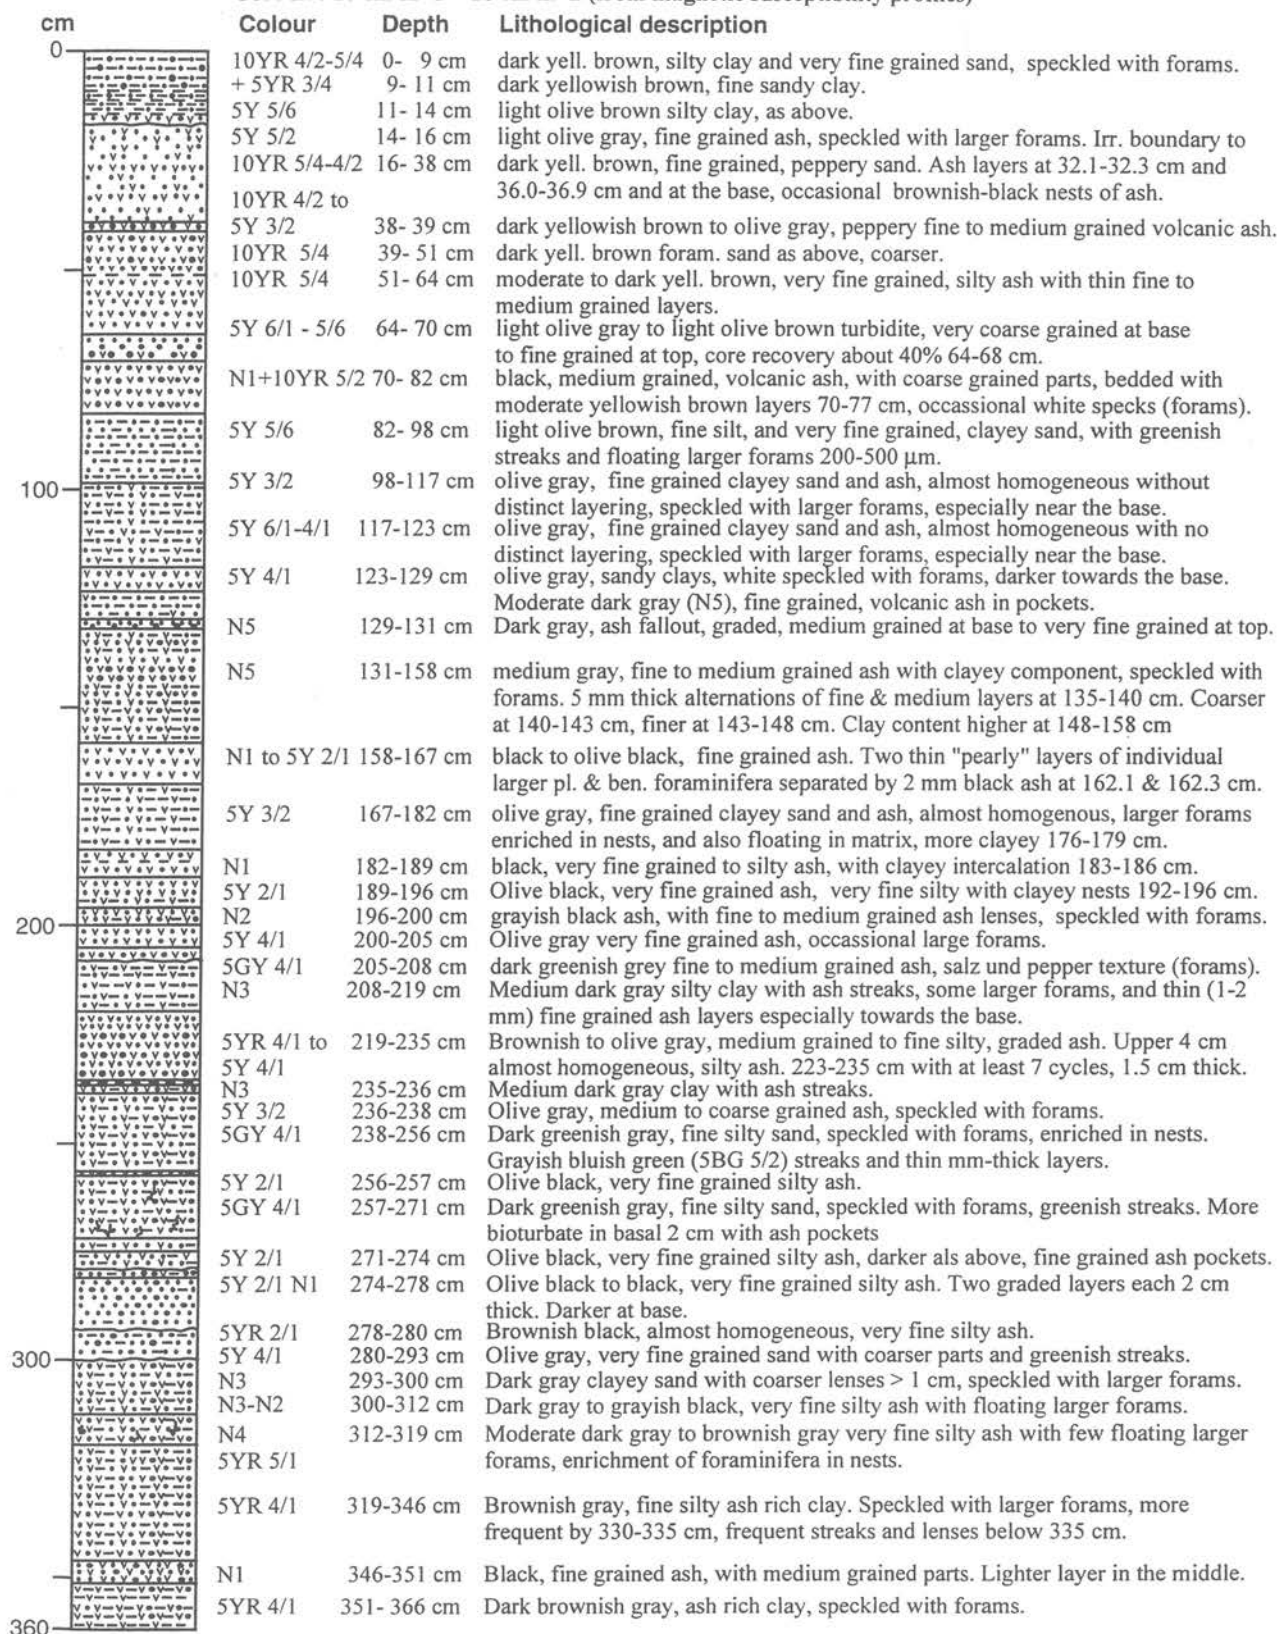 cm Colour Depth Lithological description
0
10YR 4/2-5/4 0- 9 cm dark yell. brown, silty clay and very fine grained sand, speckled with forams.
+ 5YR 3/4 9- 11 cm dark yellowish brown, fine sandy clay.
5Y 5/6 11- 14 cm light olive brown silty clay, as above.
5Y 5/2 14- 16 cm light olive gray, fine grained ash, speckled with larger forams. Irr. boundary to
10YR 5/4-4/2 16- 38 cm dark yell. brown, fine grained, peppery sand. Ash layers at 32.1-32.3 cm and
36.0-36.9 cm and at the base, occasional brownish-black nests of ash.
10YR 4/2 to
5Y 3/2 38- 39 cm dark yellowish brown to olive gray, peppery fine to medium grained volcanic ash.
10YR 5/4 39- 51 cm dark yell. brown foram. sand as above, coarser.
10YR 5/4 51- 64 cm moderate to dark yell. brown, very fine grained, silty ash with thin fine to
medium grained layers.
5Y 6/1 - 5/6 64- 70 cm light olive gray to light olive brown turbidite, very coarse grained at base
to fine grained at top, core recovery about 40% 64-68 cm.
N1+10YR 5/2 70- 82 cm black, medium grained, volcanic ash, with coarse grained parts, bedded with
moderate yellowish brown layers 70-77 cm, occassional white specks (forams).
5Y 5/6 82- 98 cm light olive brown, fine silt, and very fine grained, clayey sand, with greenish
streaks and floating larger forams 200-500 µm.
100
5Y 3/2 98-117 cm olive gray, fine grained clayey sand and ash, almost homogeneous without
distinct layering, speckled with larger forams, especially near the base.
5Y 6/1-4/1 117-123 cm olive gray, fine grained clayey sand and ash, almost homogeneous with no
distinct layering, speckled with larger forams, especially near the base.
5Y 4/1 123-129 cm olive gray, sandy clays, white speckled with forams, darker towards the base.
Moderate dark gray (N5), fine grained, volcanic ash in pockets.
N5 129-131 cm Dark gray, ash fallout, graded, medium grained at base to very fine grained at top.
N5 131-158 cm medium gray, fine to medium grained ash with clayey component, speckled with
forams. 5 mm thick alternations of fine & medium layers at 135-140 cm. Coarser
at 140-143 cm, finer at 143-148 cm. Clay content higher at 148-158 cm
N1 to 5Y 2/1 158-167 cm black to olive black, fine grained ash. Two thin "pearly" layers of individual
larger pl. & ben. foraminifera separated by 2 mm black ash at 162.1 & 162.3 cm.
5Y 3/2 167-182 cm olive gray, fine grained clayey sand and ash, almost homogenous, larger forams
enriched in nests, and also floating in matrix, more clayey 176-179 cm.
N1 182-189 cm black, very fine grained to silty ash, with clayey intercalation 183-186 cm.
5Y 2/1 189-196 cm Olive black, very fine grained ash, very fine silty with clayey nests 192-196 cm.
N2 196-200 cm grayish black ash, with fine to medium grained ash lenses, speckled with forams.
200
5Y 4/1 200-205 cm Olive gray very fine grained ash, occassional large forams.
5GY 4/1 205-208 cm dark greenish grey fine to medium grained ash, salz und pepper texture (forams).
N3 208-219 cm Medium dark gray silty clay with ash streaks, some larger forams, and thin (1-2
mm) fine grained ash layers especially towards the base.
5YR 4/1 to 219-235 cm Brownish to olive gray, medium grained to fine silty, graded ash. Upper 4 cm
5Y 4/1 almost homogeneous, silty ash. 223-235 cm with at least 7 cycles, 1.5 cm thick.
N3 235-236 cm Medium dark gray clay with ash streaks.
5Y 3/2 236-238 cm Olive gray, medium to coarse grained ash, speckled with forams.
5GY 4/1 238-256 cm Dark greenish gray, fine silty sand, speckled with forams, enriched in nests.
Grayish bluish green (5BG 5/2) streaks and thin mm-thick layers.
5Y 2/1 256-257 cm Olive black, very fine grained silty ash.
5GY 4/1 257-271 cm Dark greenish gray, fine silty sand, speckled with forams, greenish streaks. More
bioturbate in basal 2 cm with ash pockets
5Y 2/1 271-274 cm Olive black, very fine grained silty ash, darker als above, fine grained ash pockets.
5Y 2/1 N1 274-278 cm Olive black to black, very fine grained silty ash. Two graded layers each 2 cm
thick. Darker at base.
5YR 2/1 278-280 cm Brownish black, almost homogeneous, very fine silty ash.
300
5Y 4/1 280-293 cm Olive gray, very fine grained sand with coarser parts and greenish streaks.
N3 293-300 cm Dark gray clayey sand with coarser lenses > 1 cm, speckled with larger forams.
N3-N2 300-312 cm Dark gray to grayish black, very fine silty ash with floating larger forams.
N4 312-319 cm Moderate dark gray to brownish gray very fine silty ash with few floating larger
5YR 5/1 forams, enrichment of foraminifera in nests.
5YR 4/1 319-346 cm Brownish gray, fine silty ash rich clay. Speckled with larger forams, more
frequent by 330-335 cm, frequent streaks and lenses below 335 cm.
N1 346-351 cm Black, fine grained ash, with medium grained parts. Lighter layer in the middle.
5YR 4/1 351- 366 cm Dark brownish gray, ash rich clay, speckled with forams.
360